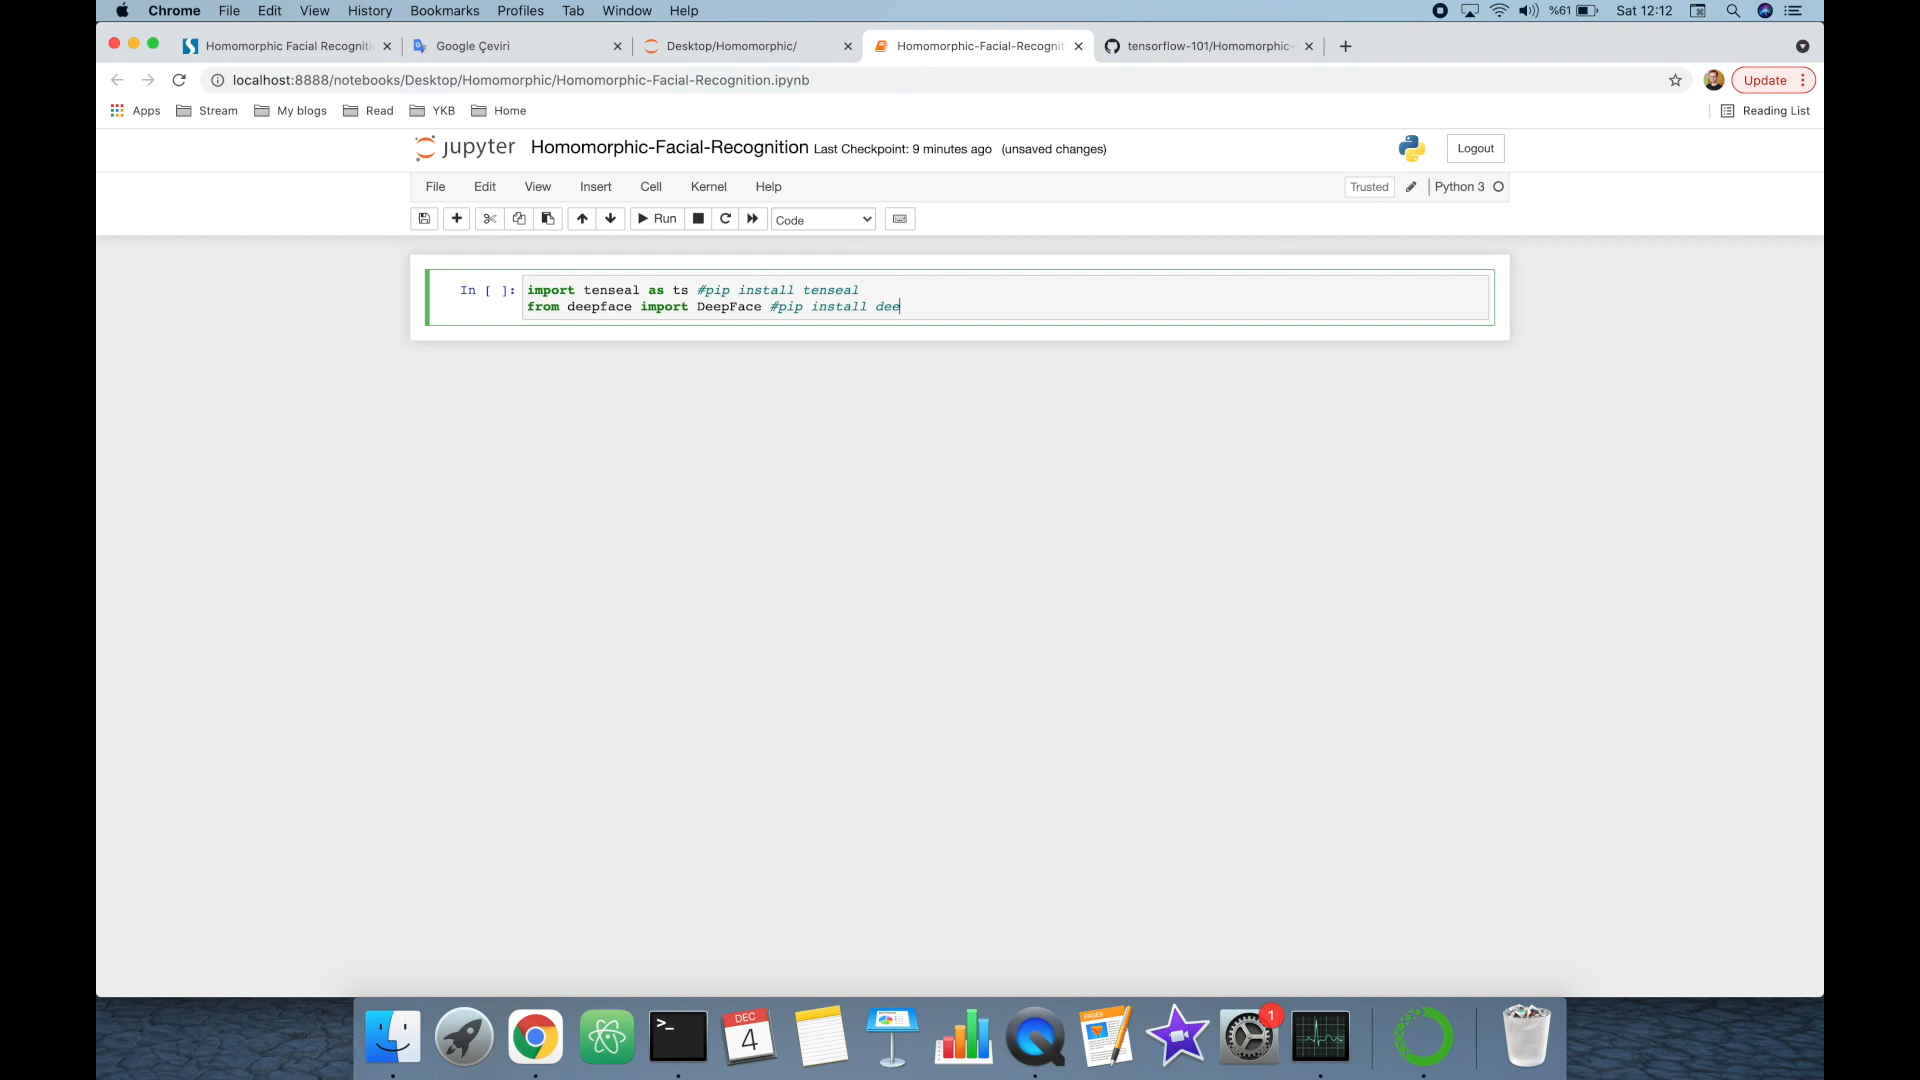 Chrome File Edit View History Bookmarks Profiles Tab Window Help %61 Sat 12:12
Homomorphic Facial Recogniti Google Çeviri Desktop/Homomorphic/ Homomorphic-Facial-Recognit tensorflow-101/Homomorphic-
localhost:8888/notebooks/Desktop/Homomorphic/Homomorphic-Facial-Recognition.ipynb Update
Apps Stream My blogs Read YKB Home Reading List
jupyter Homomorphic-Facial-Recognition Last Checkpoint: 9 minutes ago (unsaved changes) Logout
File Edit View Insert Cell Kernel Help Trusted Python 3
Run Code
In [ ]: import tenseal as ts #pip install tenseal
from deepface import DeepFace #pip install dee
DEC
4
PAGES
1
>_